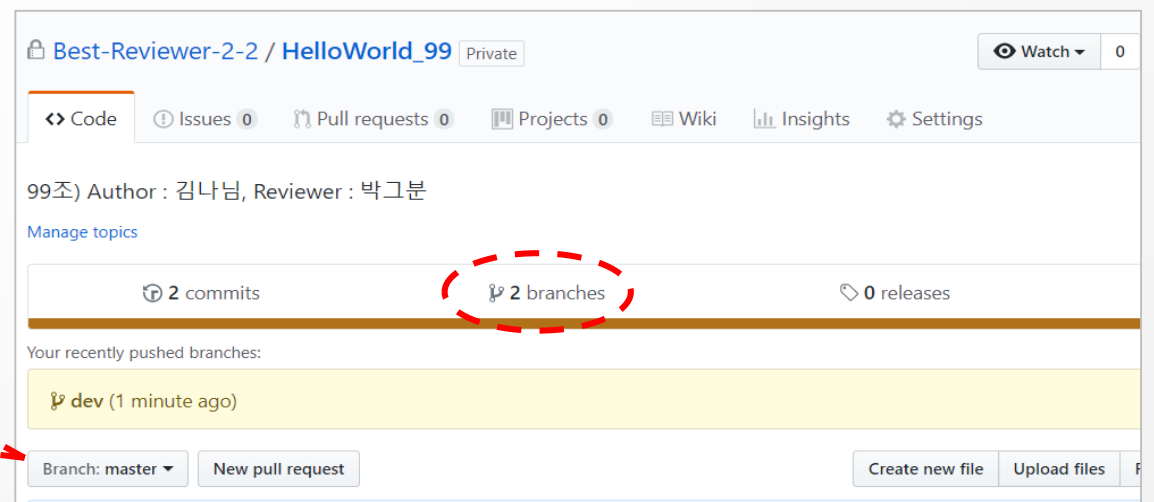 Best-Reviewer-2-2 / HelloWorld_99 Private Watch 0
Code Issues 0 Pull requests 0 Projects 0 Wiki Insights Settings
99조) Author : 김나님, Reviewer : 박그분
Manage topics
2 commits 2 branches 0 releases
Your recently pushed branches:
dev (1 minute ago)
Branch: master New pull request Create new file Upload files